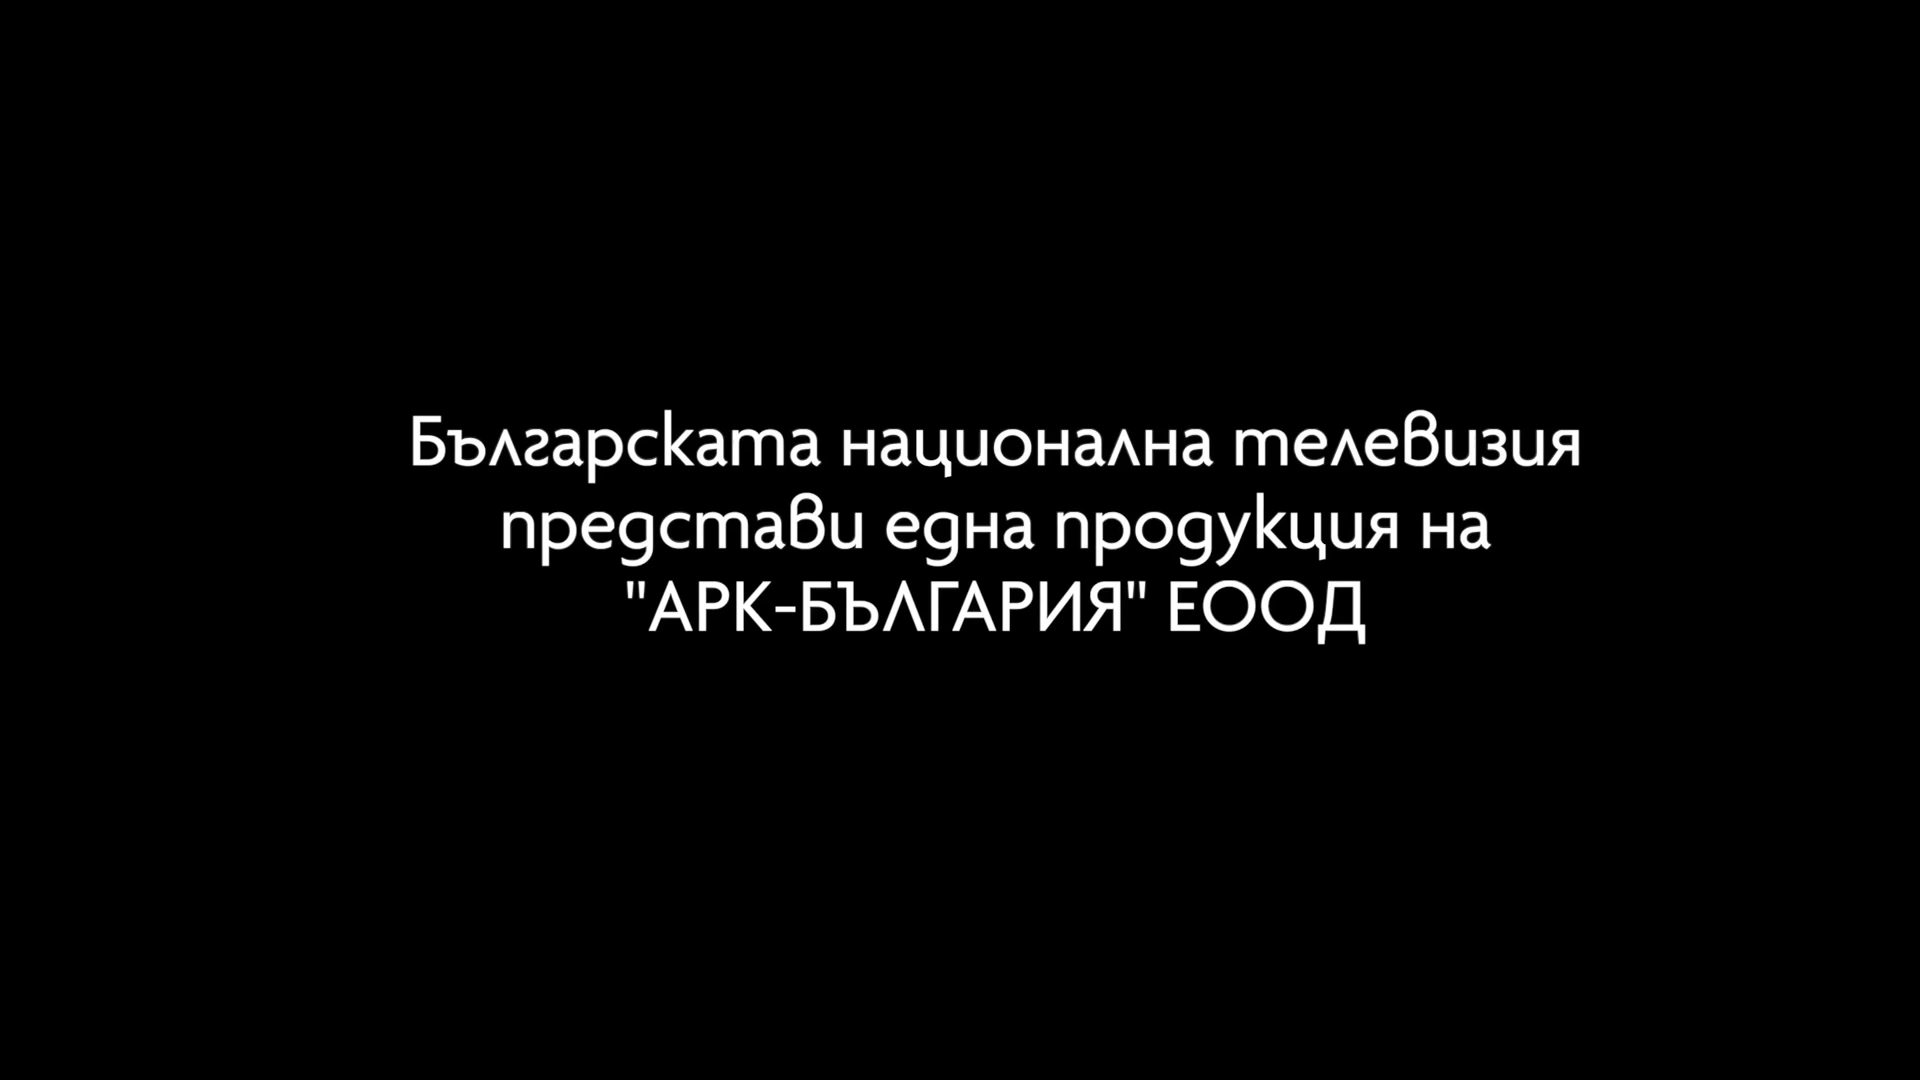 Българската национална телевизия
представи една продукция на
"АРК-БЪЛГАРИЯ" ЕООД